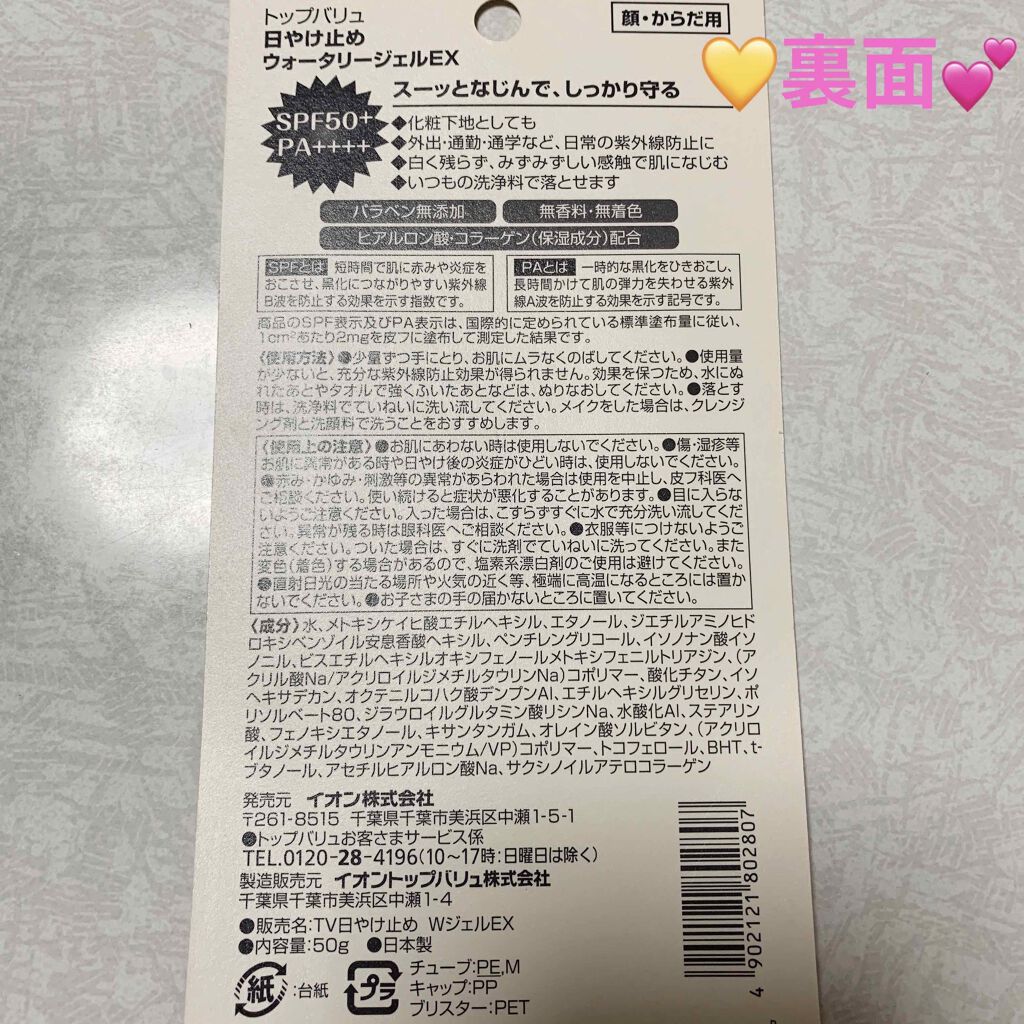 トップバリュ
日やけ止め
ウォータリージェルEX
顔・からだ用
💛裏面💕
スーッとなじんで、しっかり守る
SPF50+
PA++++
◆化粧下地としても
◆外出・通勤・通学など、日常の紫外線防止に
◆白く残らず、みずみずしい感触で肌になじむ
◆いつもの洗浄料で落とせます
パラベン無添加
無香料・無着色
ヒアルロン酸・コラーゲン(保湿成分)配合
SPFとは 短時間で肌に赤みや炎症を
おこさせ、黒化につながりやすい紫外線
B波を防止する効果を示す指数です。
PAとは 一時的な黒化をひきおこし、
長時間かけて肌の弾力を失わせる紫外
線A波を防止する効果を示す記号です。
商品のSPF表示及びPA表示は、国際的に定められている標準塗布量に従い、
1cm²あたり2mgを皮フに塗布して測定した結果です。
《使用方法》●少量ずつ手にとり、お肌にムラなくのばしてください。●使用量
が少ないと、充分な紫外線防止効果が得られません。効果を保つため、水にぬ
れたあとやタオルで強くふいたあとなどは、ぬりなおしてください。●落とす
時は、洗浄料でていねいに洗い流してください。メイクをした場合は、クレンジ
ング剤と洗顔料で洗うことをおすすめします。
《使用上の注意》●お肌にあわない時は使用しないでください。●傷・湿疹等
お肌に異常がある時や日やけ後の炎症がひどい時は、使用しないでください。
●赤み・かゆみ・刺激等の異常があらわれた場合は使用を中止し、皮フ科医へ
ご相談ください。使い続けると症状が悪化することがあります。●目に入らな
いようご注意ください。入った場合は、こすらずすぐに水で充分洗い流してくだ
さい。異常が残る時は眼科医へご相談ください。●衣服等につけないようご
注意ください。ついた場合は、すぐに洗剤でていねいに洗ってください。また
変色(着色)する場合があるので、塩素系漂白剤のご使用は避けてください。
●直射日光の当たる場所や火気の近く等、極端に高温になるところには置か
ないでください。●お子さまの手の届かないところに置いてください。
《成分》水、メトキシケイヒ酸エチルヘキシル、エタノール、ジエチルアミノヒド
ロキシベンゾイル安息香酸ヘキシル、ペンチレングリコール、イソノナン酸イソ
ノニル、ビスエチルヘキシルオキシフェノールメトキシフェニルトリアジン、(ア
クリル酸Na/アクリロイルジメチルタウリンNa)コポリマー、酸化チタン、イソ
ヘキサデカン、オクテニルコハク酸デンプンAl、エチルヘキシルグリセリン、ポ
リソルベート80、ジラウロイルグルタミン酸リシンNa、水酸化Al、ステアリン
酸、フェノキシエタノール、キサンタンガム、オレイン酸ソルビタン、(アクリロ
イルジメチルタウリンアンモニウム/VP)コポリマー、トコフェロール、BHT、t-
ブタノール、アセチルヒアルロン酸Na、サクシノイルアテロコラーゲン
発売元 イオン株式会社
〒261-8515 千葉県千葉市美浜区中瀬1-5-1
●トップバリュお客さまサービス係
TEL.0120-28-4196(10〜17時:日曜日は除く)
製造販売元 イオントップバリュ株式会社
千葉県千葉市美浜区中瀬1-4
●販売名:TV日やけ止め WジェルEX
●内容量:50g ●日本製
紙:台紙
プラ
チューブ:PE,M
キャップ:PP
ブリスター:PET
4 902121 802807